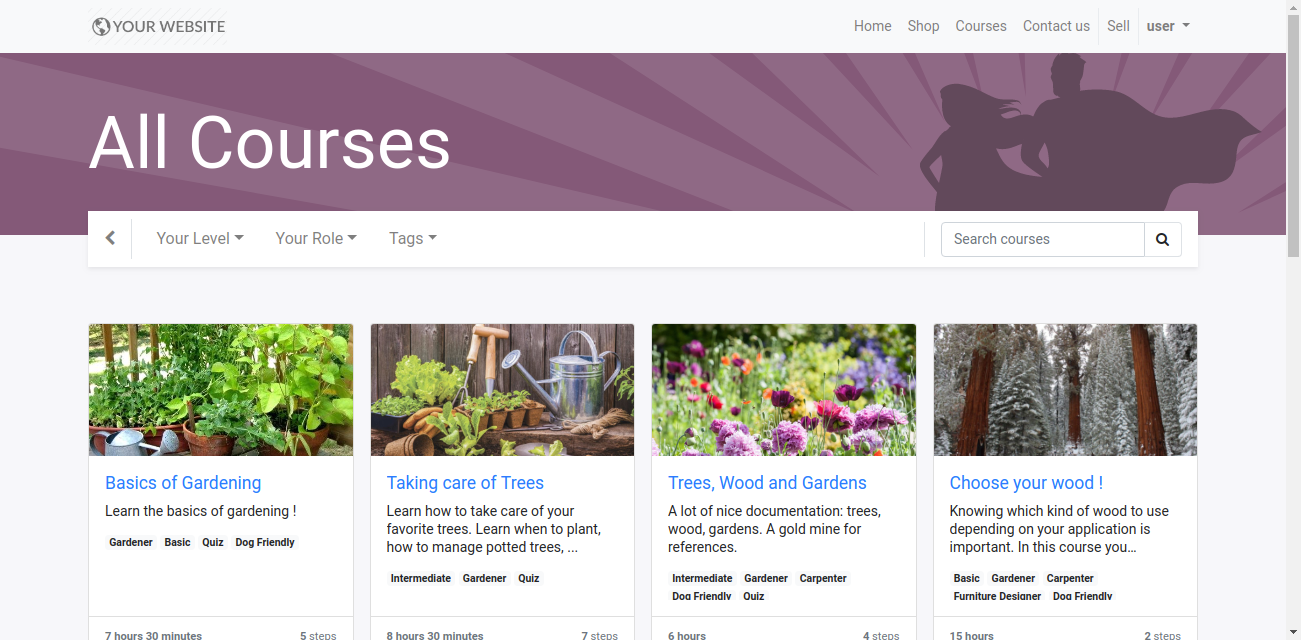 YOUR WEBSITE
Home Shop Courses Contact us Sell user
All Courses
Your Level Your Role Tags Search courses
Basics of Gardening
Learn the basics of gardening !
Gardener Basic Quiz Dog Friendly
7 hours 30 minutes 5 steps
Taking care of Trees
Learn how to take care of your
favorite trees. Learn when to plant,
how to manage potted trees, ...
Intermediate Gardener Quiz
8 hours 30 minutes 7 steps
Trees, Wood and Gardens
A lot of nice documentation: trees,
wood, gardens. A gold mine for
references.
Intermediate Gardener Carpenter
Dog Friendly Quiz
6 hours 4 steps
Choose your wood !
Knowing which kind of wood to use
depending on your application is
important. In this course you…
Basic Gardener Carpenter
Furniture Designer Dog Friendly
15 hours 2 steps